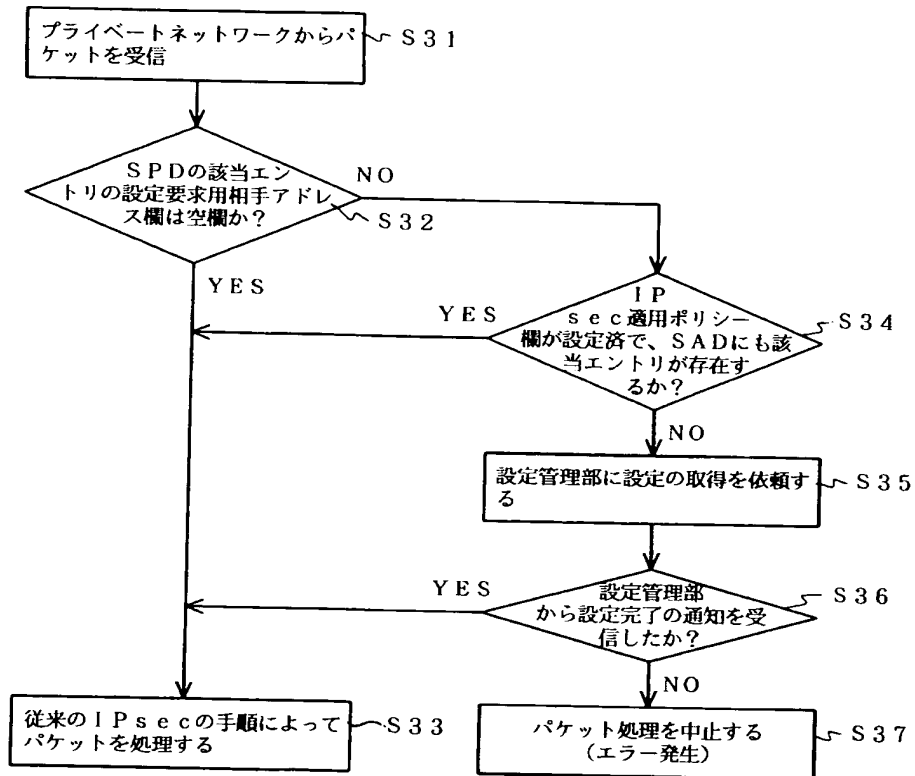 プライベートネットワークからパ
ケットを受信
S31
SPDの該当エン
トリの設定要求用相手アドレ
ス欄は空欄か?
NO
S32
YES
IP
sec適用ポリシー
欄が設定済で、SADにも該
当エントリが存在す
るか?
YES
S34
NO
設定管理部に設定の取得を依頼す
る
S35
設定管理部
から設定完了の通知を受
信したか?
YES
S36
NO
従来のIPsecの手順によって
パケットを処理する
S33
パケット処理を中止する
(エラー発生)
S37